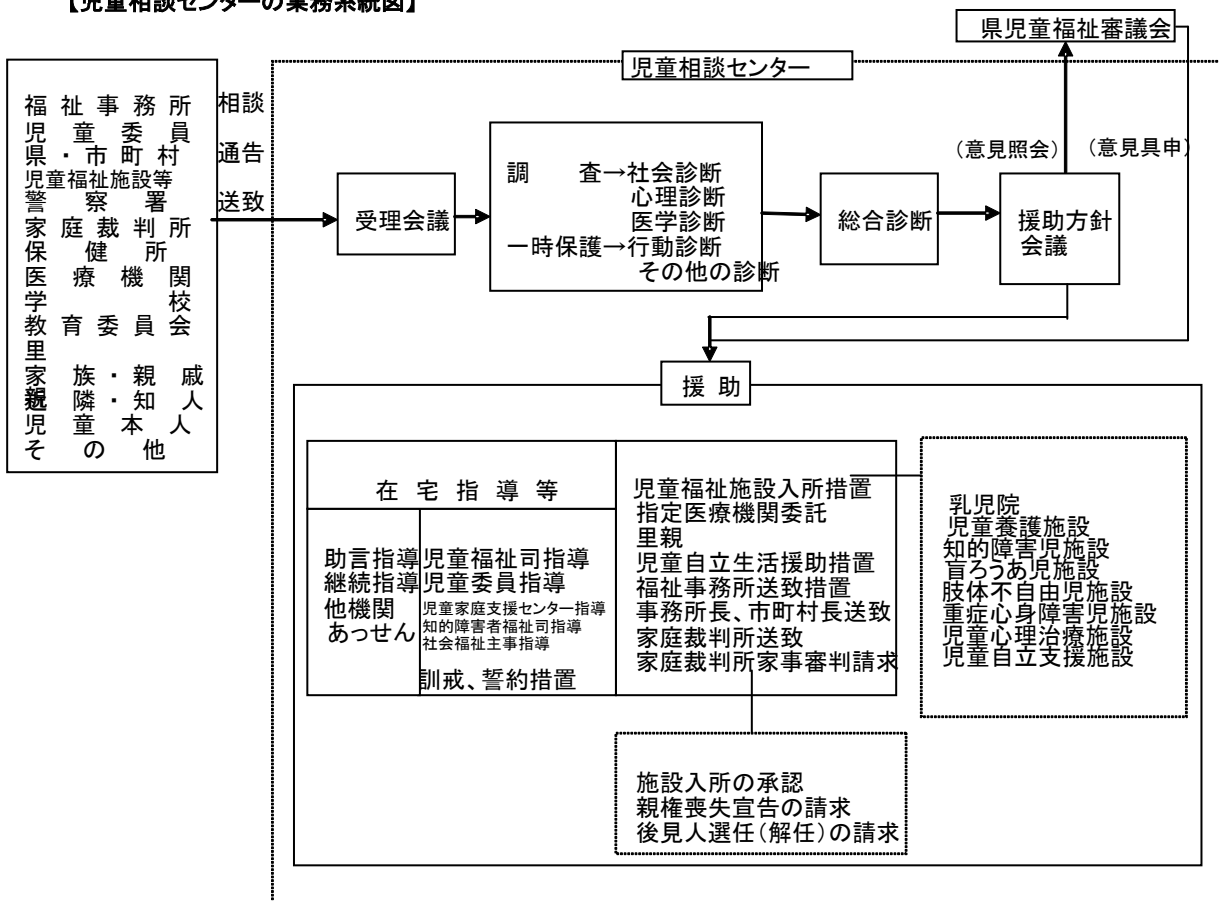 【児童相談センターの業務系統図】
県児童福祉審議会
児童相談センター
福祉事務所
児童委員
県・市町村
児童福祉施設等
警察署
家庭裁判所
保健所
医療機関
学校
教育委員会
里親
家族・親戚
近隣・知人
児童本人
その他
相談
通告
送致
受理会議
調　査→社会診断
心理診断
医学診断
一時保護→行動診断
その他の診断
総合診断
(意見照会)
(意見具申)
援助方針
会議
援助
在宅指導等
助言指導
継続指導
他機関
あっせん
児童福祉司指導
児童委員指導
児童家庭支援センター指導
知的障害者福祉司指導
社会福祉主事指導
訓戒、誓約措置
児童福祉施設入所措置
指定医療機関委託
里親
児童自立生活援助措置
福祉事務所送致措置
事務所長、市町村長送致
家庭裁判所送致
家庭裁判所家事審判請求
乳児院
児童養護施設
知的障害児施設
盲ろうあ児施設
肢体不自由児施設
重症心身障害児施設
児童心理治療施設
児童自立支援施設
施設入所の承認
親権喪失宣告の請求
後見人選任(解任)の請求